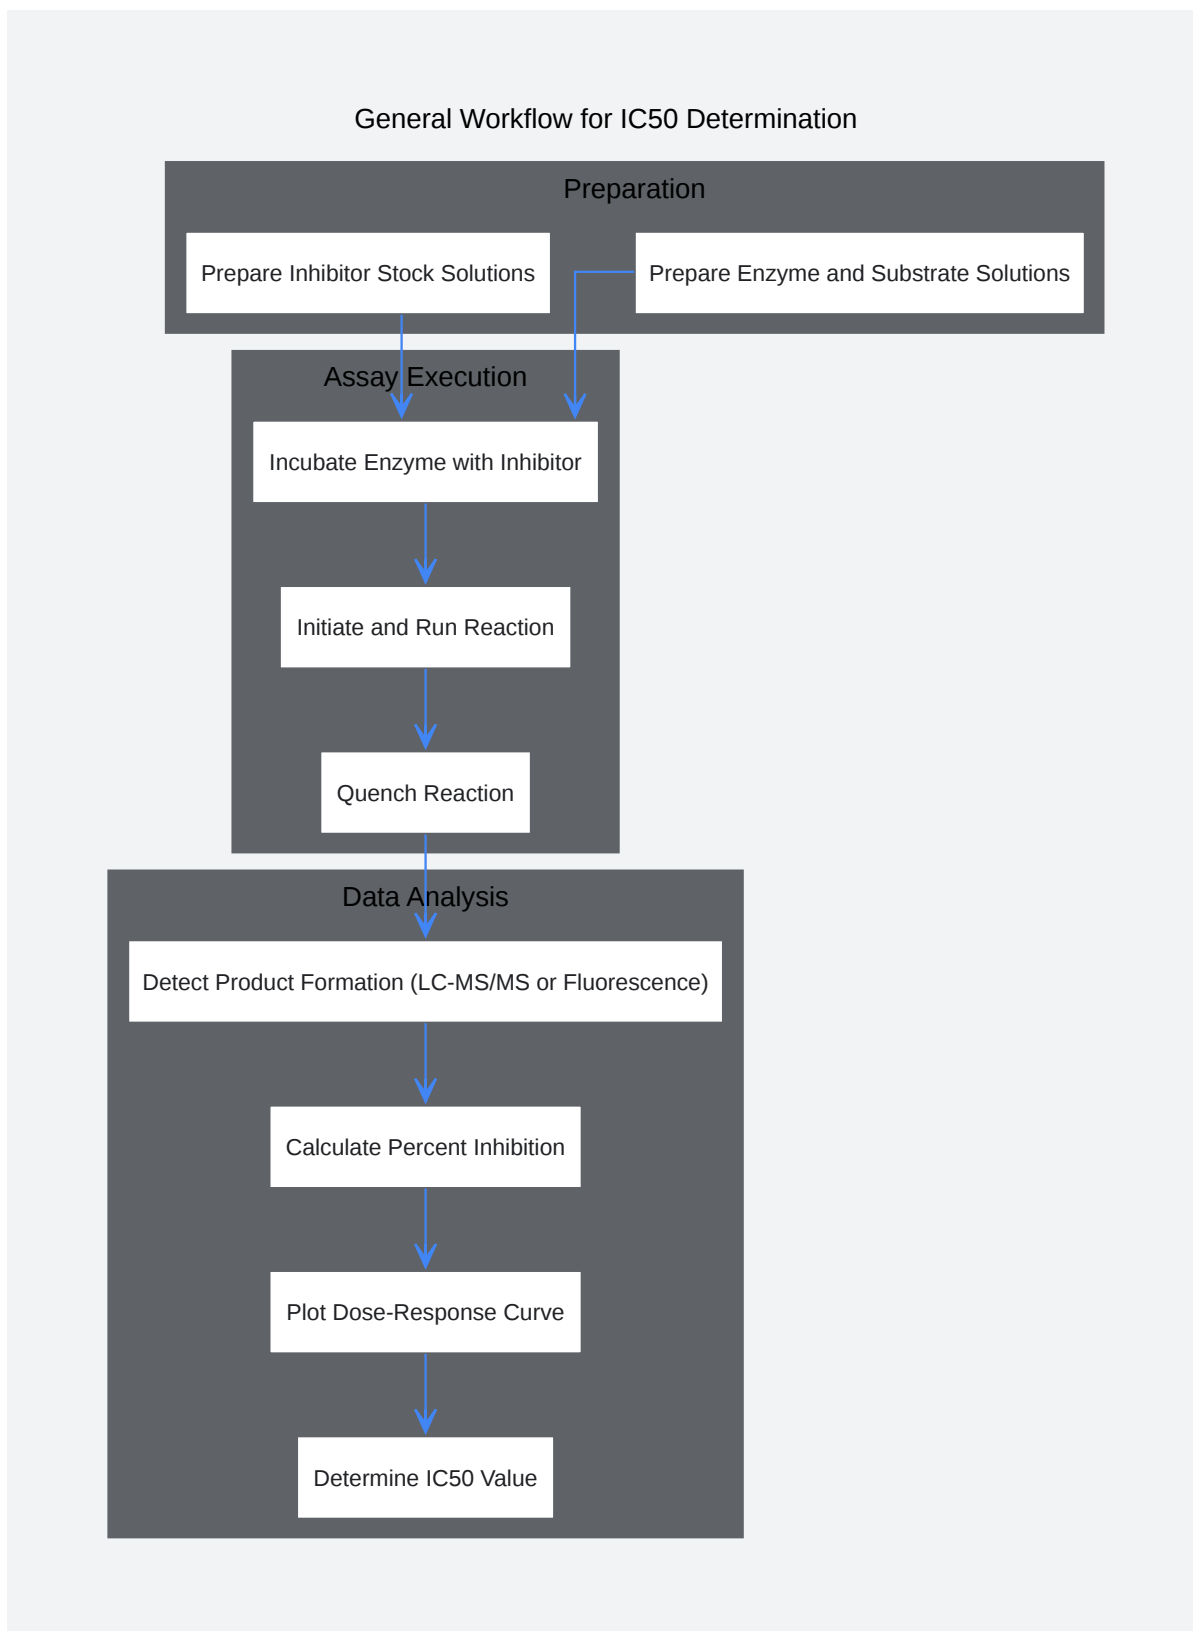 General Workflow for IC50 Determination
Preparation
Prepare Inhibitor Stock Solutions
Prepare Enzyme and Substrate Solutions
Assay Execution
Incubate Enzyme with Inhibitor
Initiate and Run Reaction
Quench Reaction
Data Analysis
Detect Product Formation (LC-MS/MS or Fluorescence)
Calculate Percent Inhibition
Plot Dose-Response Curve
Determine IC50 Value